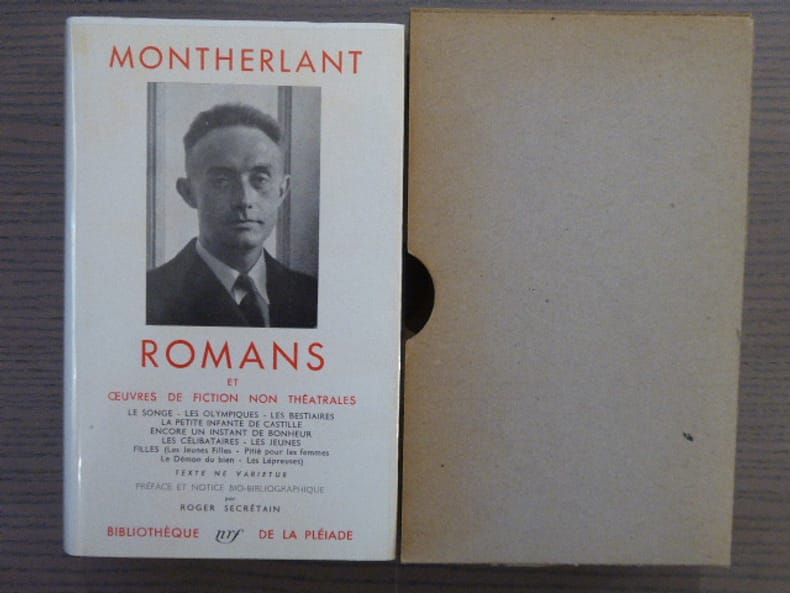 MONTHERLANT
ROMANS
ET
ŒUVRES DE FICTION NON THÉATRALES
LE SONGE - LES OLYMPIQUES - LES BESTIAIRES
LA PETITE INFANTE DE CASTILLE
ENCORE UN INSTANT DE BONHEUR
LES CÉLIBATAIRES - LES JEUNES
FILLES (Les Jeunes Filles - Pitié pour les femmes
Le Démon du bien - Les Lépreuses)
TEXTE NE VARIETUR
PRÉFACE ET NOTICE BIO-BIBLIOGRAPHIQUE
par
ROGER SECRÉTAIN
BIBLIOTHÈQUE nrf DE LA PLÉIADE